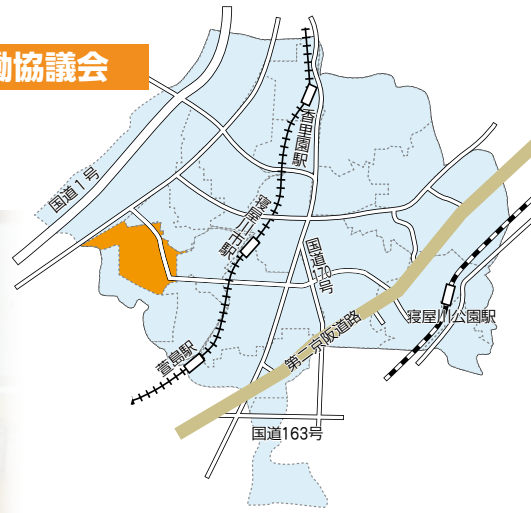 働協議会
香里園駅
国道1号
寝屋川市駅
国道170号
寝屋川公園駅
第二京阪道路
萱島駅
国道163号